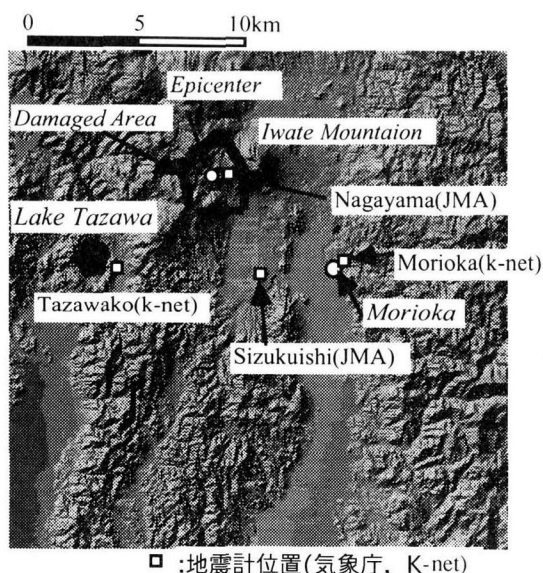 0 5 10km
Epicenter
Damaged Area
Iwate Mountaion
Lake Tazawa
Nagayama(JMA)
Morioka(k-net)
Tazawako(k-net)
Morioka
Sizukuishi(JMA)
:地震計位置(気象庁, K-net)